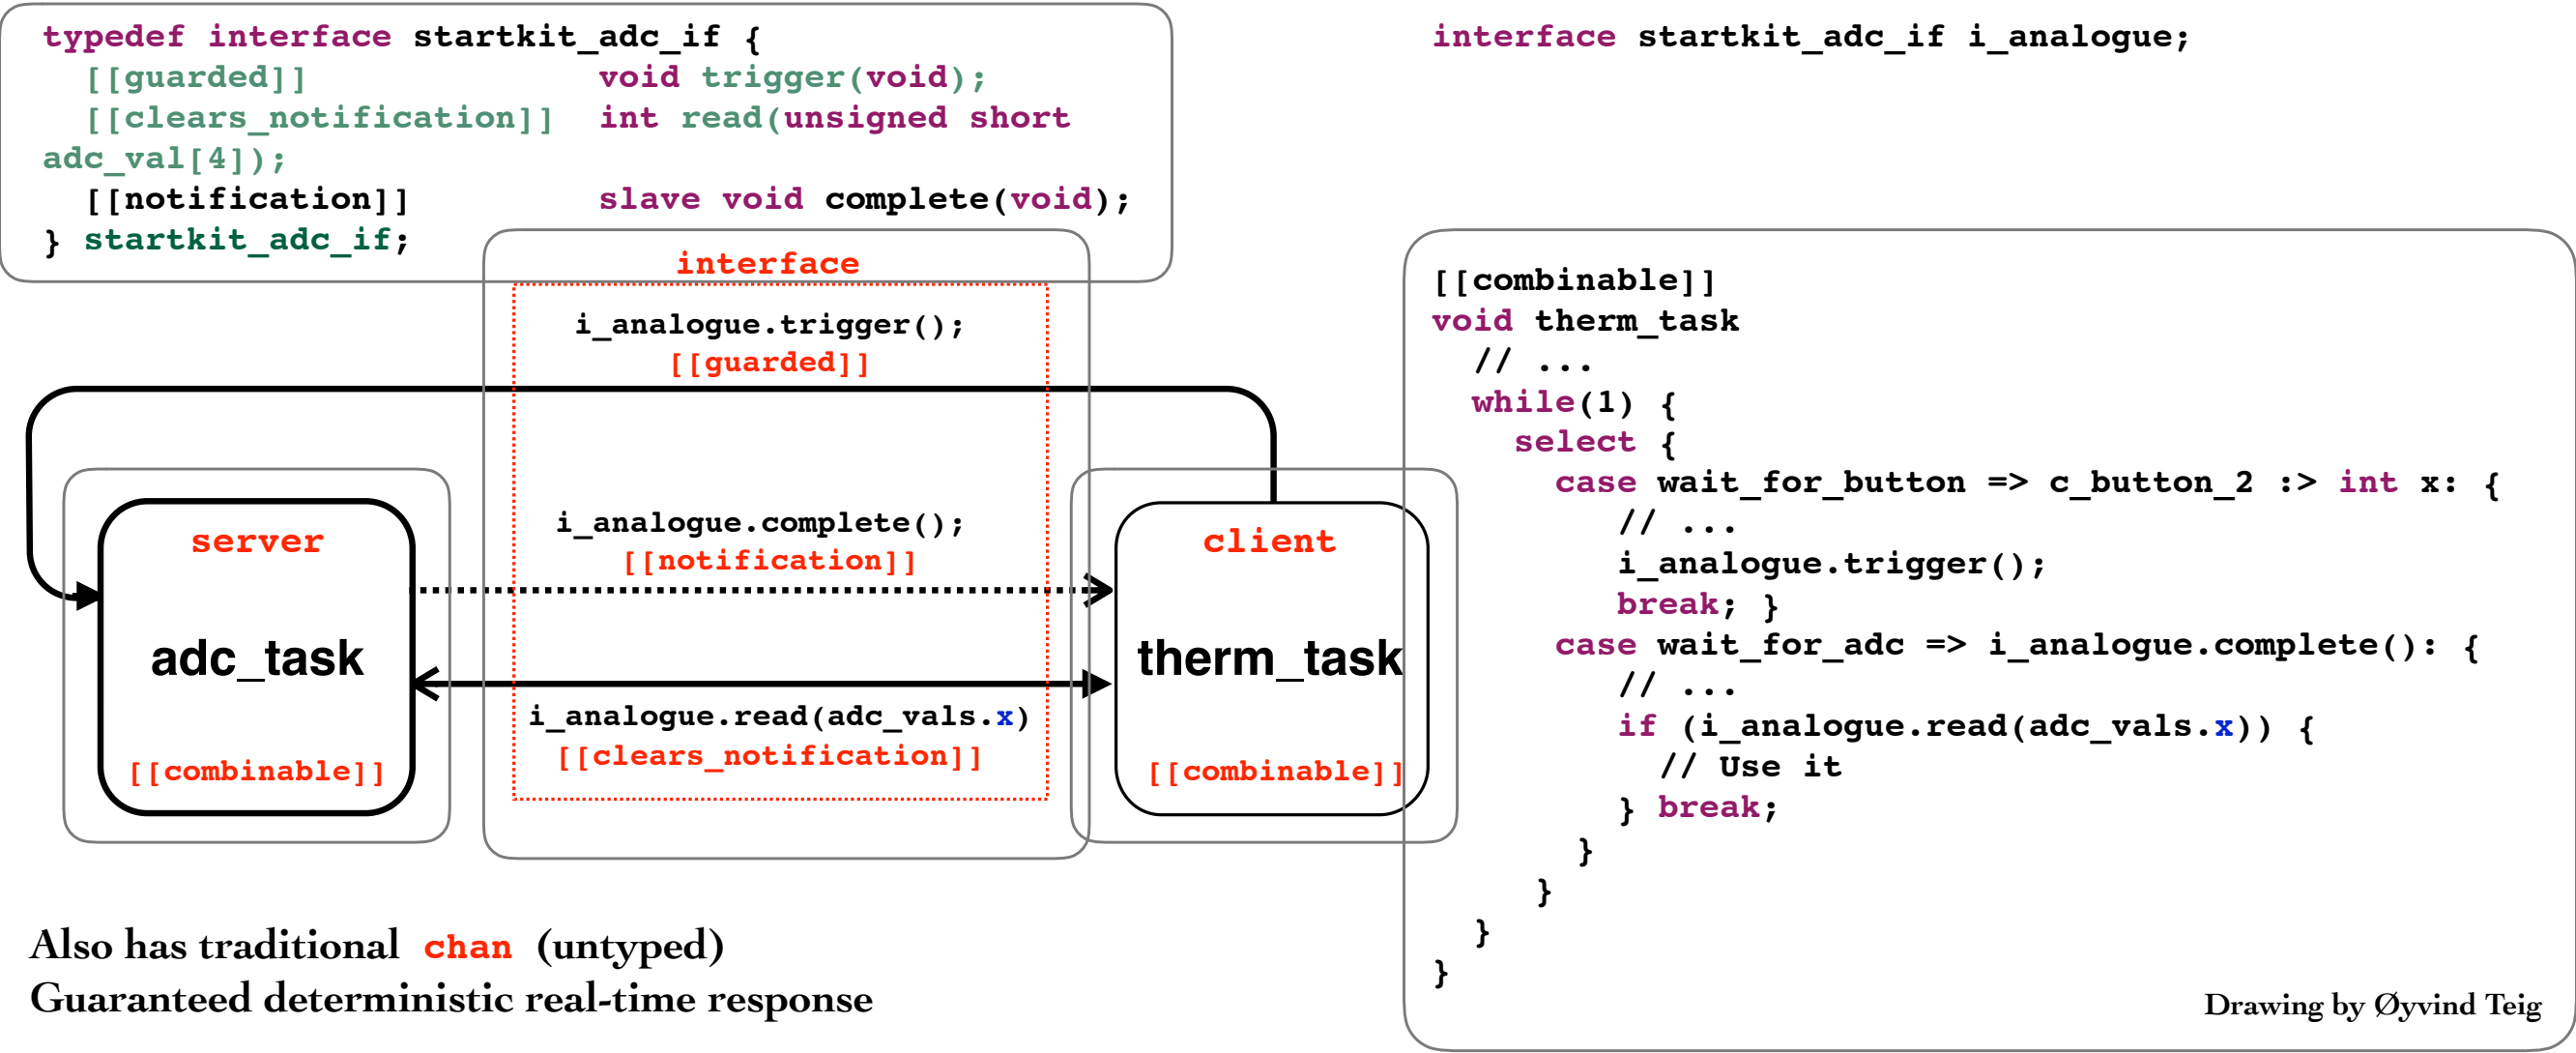 typedef interface startkit_adc_if {
  [[guarded]]              void trigger(void);
  [[clears_notification]]  int read(unsigned short
adc_val[4]);
  [[notification]]         slave void complete(void);
} startkit_adc_if;
interface startkit_adc_if i_analogue;
interface
i_analogue.trigger();
[[guarded]]
i_analogue.complete();
[[notification]]
i_analogue.read(adc_vals.x)
[[clears_notification]]
server
adc_task
[[combinable]]
client
therm_task
[[combinable]]
[[combinable]]
void therm_task
  // ...
  while(1) {
    select {
      case wait_for_button => c_button_2 :> int x: {
         // ...
         i_analogue.trigger();
         break; }
      case wait_for_adc => i_analogue.complete(): {
         // ...
         if (i_analogue.read(adc_vals.x)) {
           // Use it
         } break;
       }
     }
  }
}
Also has traditional chan (untyped)
Guaranteed deterministic real-time response
Drawing by Øyvind Teig